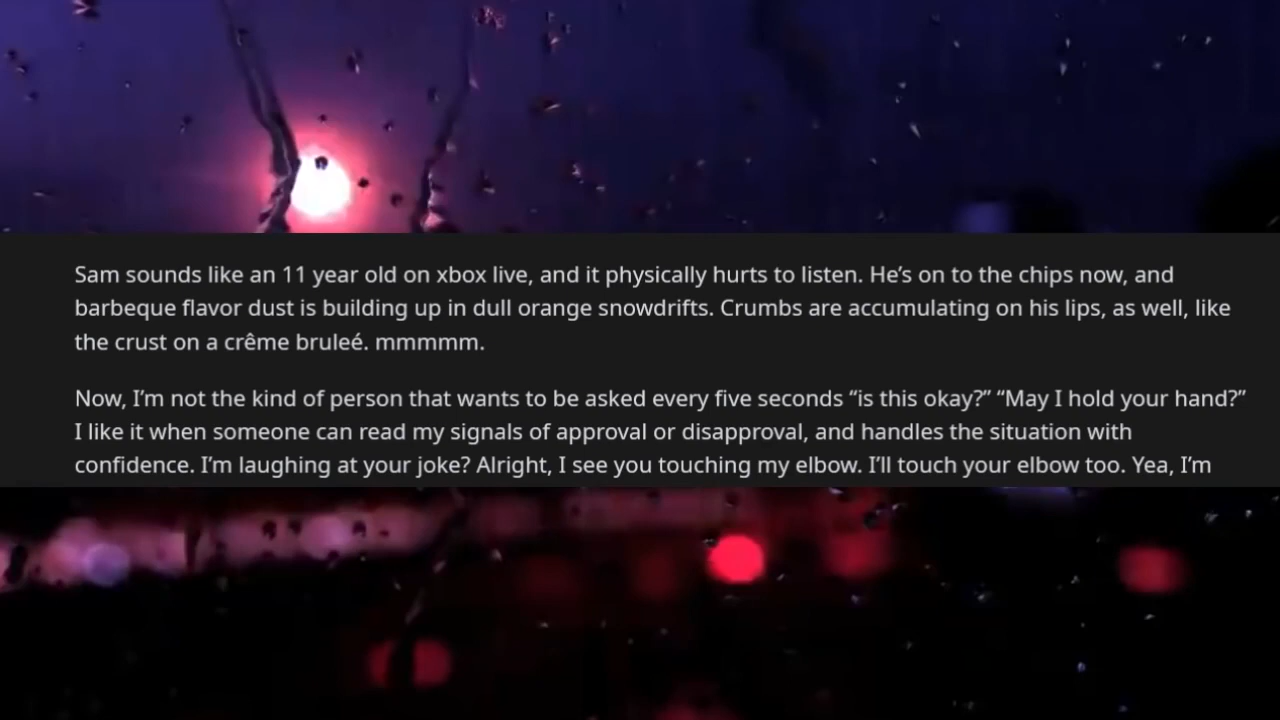 Sam sounds like an 11 year old on xbox live, and it physically hurts to listen. He’s on to the chips now, and
barbeque flavor dust is building up in dull orange snowdrifts. Crumbs are accumulating on his lips, as well, like
the crust on a crême bruleé. mmmmm.
Now, I’m not the kind of person that wants to be asked every five seconds “is this okay?” “May I hold your hand?”
I like it when someone can read my signals of approval or disapproval, and handles the situation with
confidence. I’m laughing at your joke? Alright, I see you touching my elbow. I’ll touch your elbow too. Yea, I’m